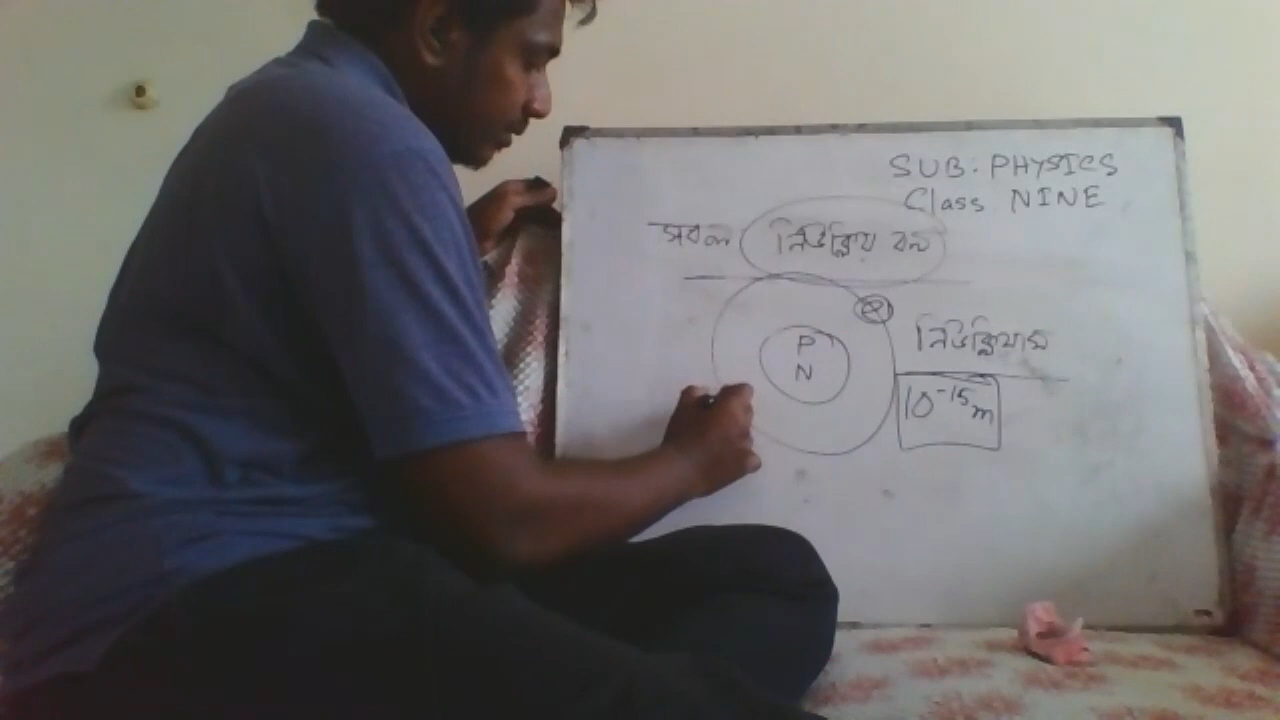 SUB. PHYSICS
Class NINE
সবল নিউক্লিয় বল
e
P
N
নিউক্লিয়াস
10⁻¹⁵m